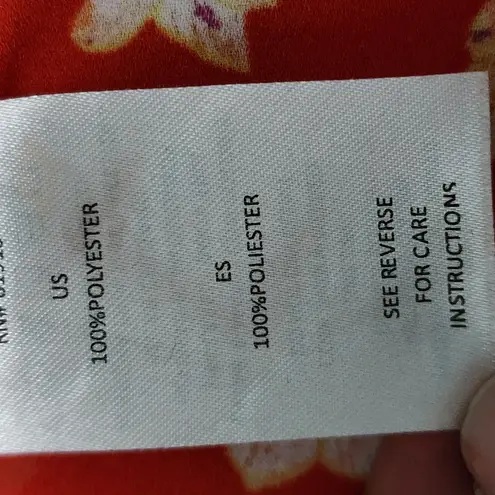 US
100%POLYESTER
ES
100%POLIESTER
SEE REVERSE
FOR CARE
INSTRUCTIONS